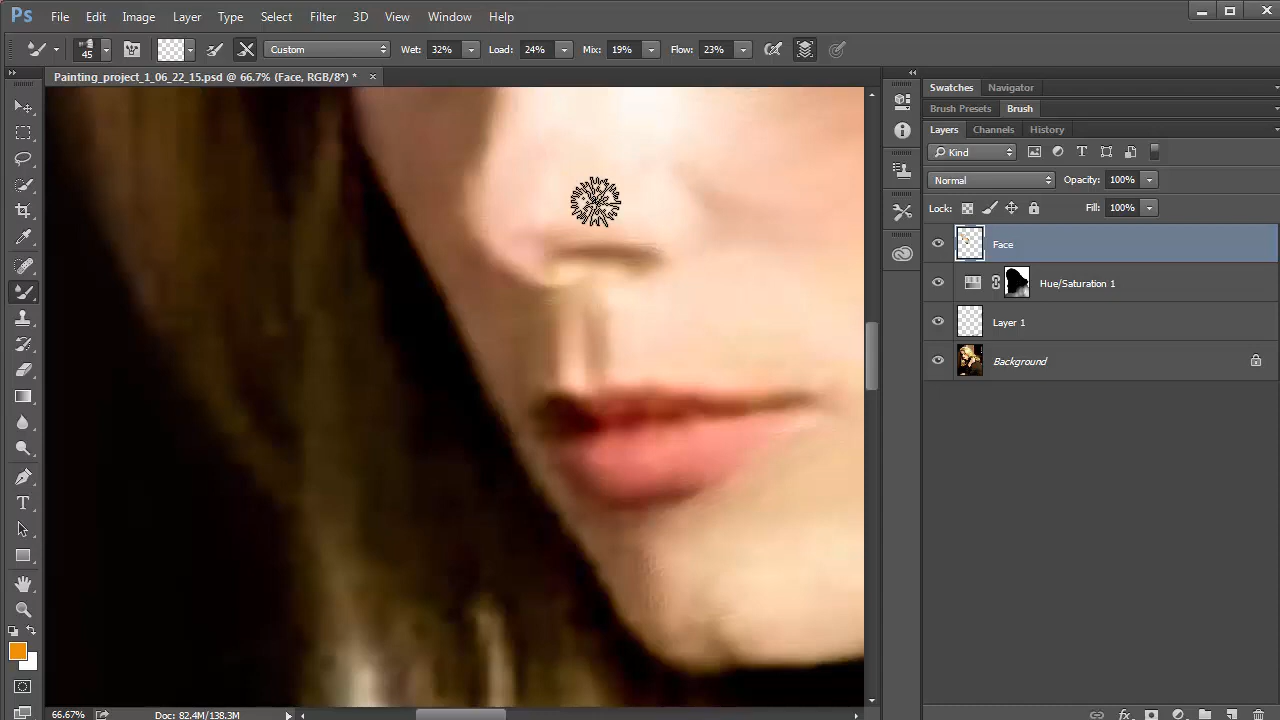 Ps File Edit Image Layer Type Select Filter 3D View Window Help
45 Custom Wet: 32% Load: 24% Mix: 19% Flow: 23%
Painting_project_1_06_22_15.psd @ 66.7% (Face, RGB/8*) * ×
Swatches Navigator
Brush Presets Brush
Layers Channels History
Kind
Normal Opacity: 100%
Lock: Fill: 100%
Face
Hue/Saturation 1
Layer 1
Background
66.67% Doc: 82.4M/138.3M
fx